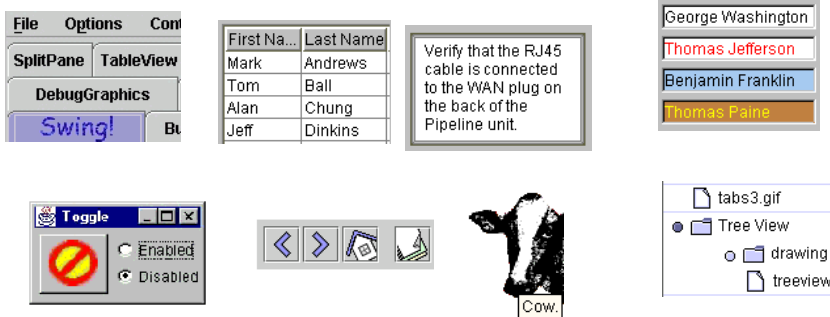 File Options Cont
SplitPane TableView
DebugGraphics
Swing! Bu
First Na... Last Name
Mark Andrews
Tom Ball
Alan Chung
Jeff Dinkins
Verify that the RJ45
cable is connected
to the WAN plug on
the back of the
Pipeline unit.
George Washington
Thomas Jefferson
Benjamin Franklin
Thomas Paine
Toggle
Enabled
Disabled
Cow.
tabs3.gif
Tree View
drawing
treeview